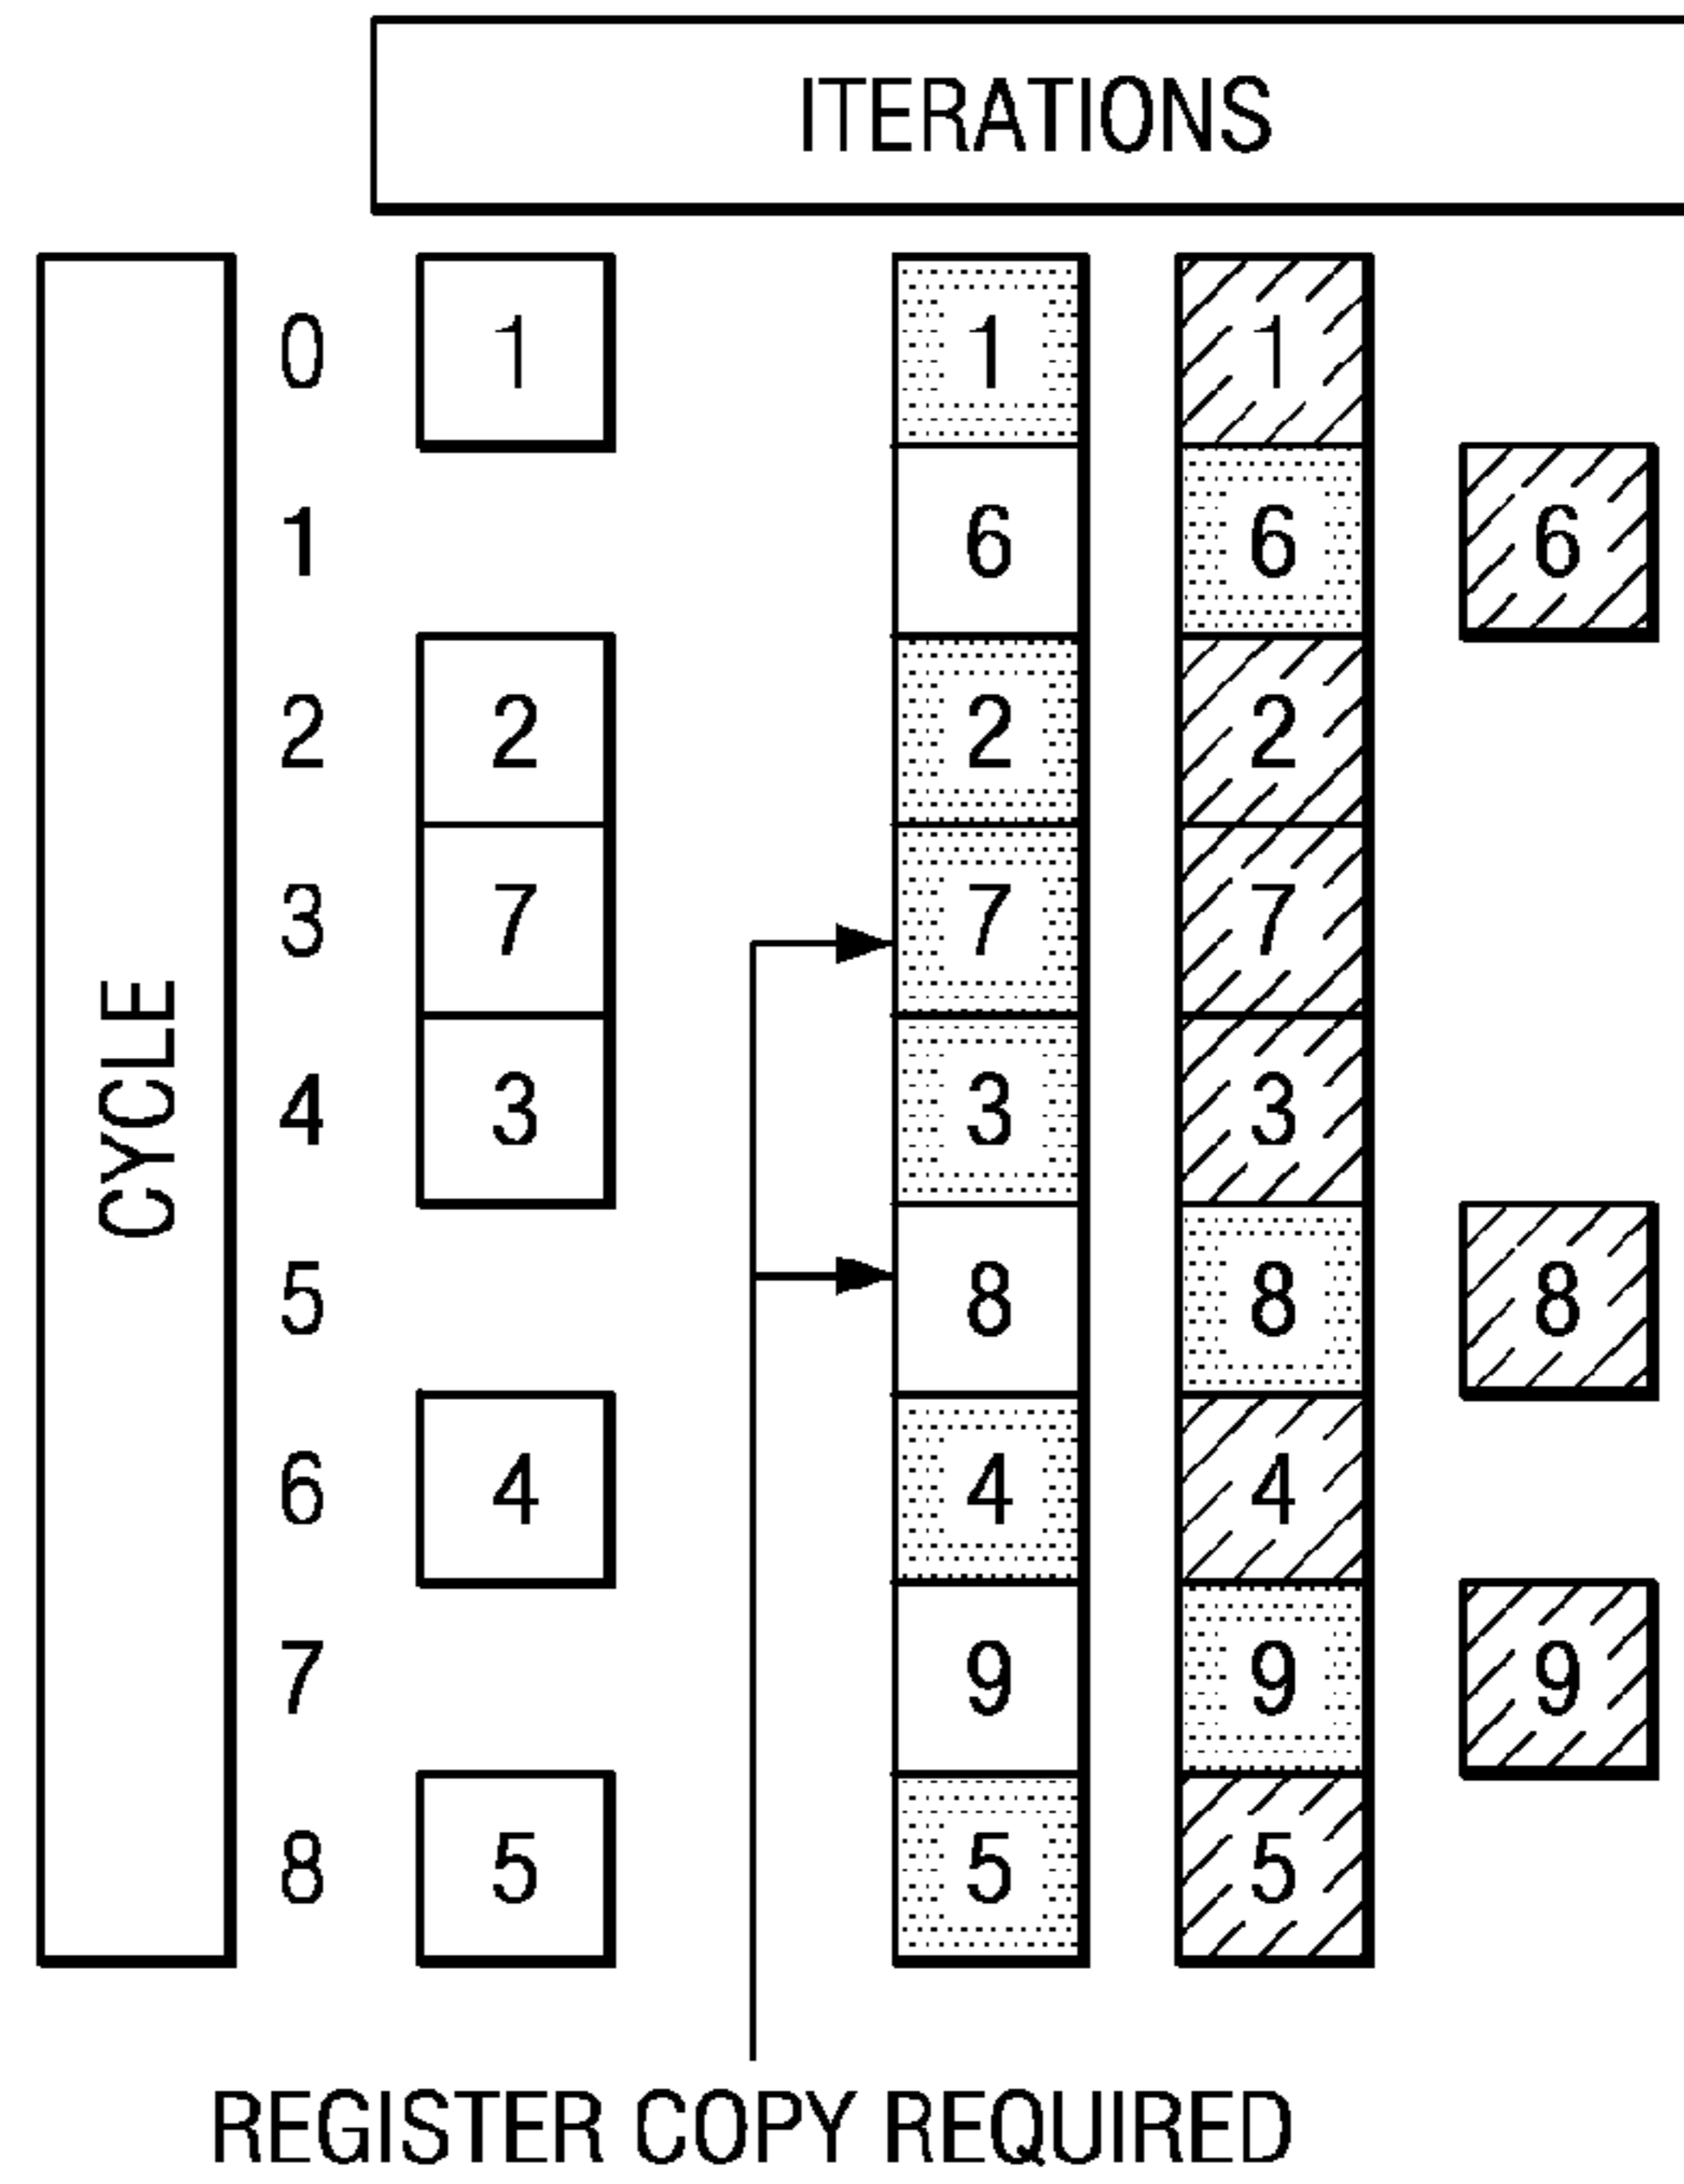 ITERATIONS
CYCLE
0 1 1 1
1 6 6 6
2 2 2 2
3 7 7 7
4 3 3 3
5 8 8 8
6 4 4 4
7 9 9 9
8 5 5 5
REGISTER COPY REQUIRED